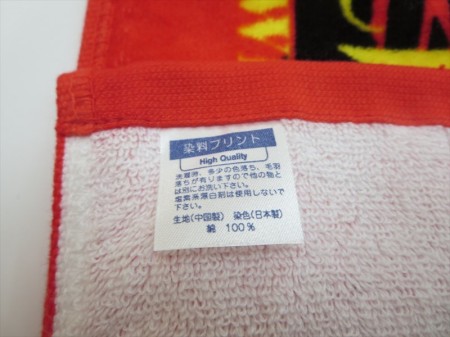 染料プリント
High Quality
洗濯時、多少の色落ち、毛羽
落ちが有りますので他の物と
は別にお洗い下さい。
塩素系漂白剤は使用しないで
下さい。
生地(中国製) 染色(日本製)
綿 100%